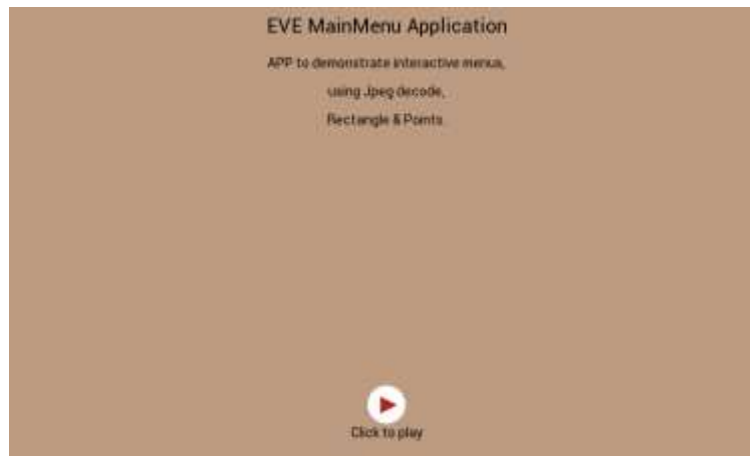 EVE MainMenu Application
APP to demonstrate interactive menus,
using Jpeg decode,
Rectangle & Points
Click to play